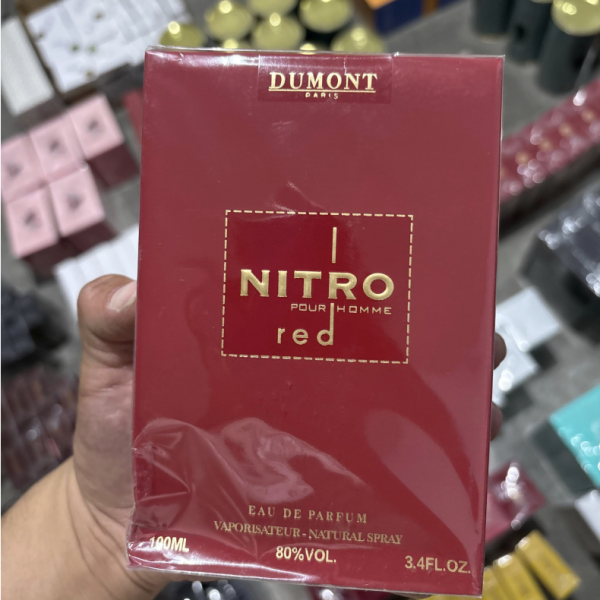 DUMONT
PARIS
NITRO
POUR HOMME
red
EAU DE PARFUM
VAPORISATEUR - NATURAL SPRAY
100ML
80%VOL.
3.4FL.OZ.